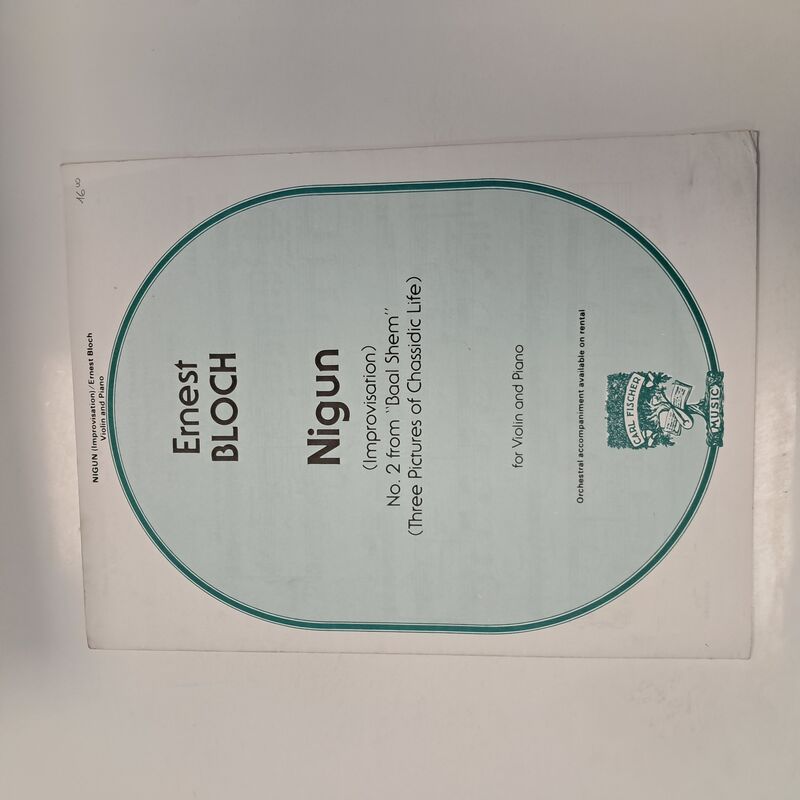 16 00
NIGUN (Improvisation)/Ernest Bloch
Violin and Piano
Ernest
BLOCH
Nigun
(Improvisation)
No. 2 from "Baal Shem"
(Three Pictures of Chassidic Life)
for Violin and Piano
Orchestral accompaniment available on rental
CARL FISCHER
MUSIC